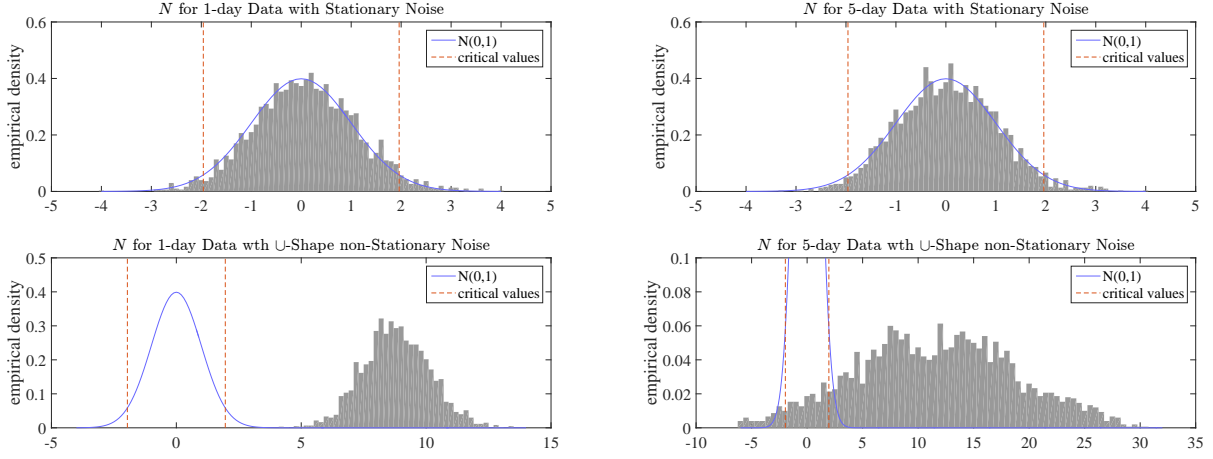 N for 1-day Data with Stationary Noise
empirical density
0.6
0.4
0.2
0
-5 -4 -3 -2 -1 0 1 2 3 4 5
N(0,1)
critical values
N for 5-day Data with Stationary Noise
empirical density
0.6
0.4
0.2
0
-5 -4 -3 -2 -1 0 1 2 3 4 5
N(0,1)
critical values
N for 1-day Data wth ∪-Shape non-Stationary Noise
empirical density
0.5
0.4
0.3
0.2
0.1
0
-5 0 5 10 15
N(0,1)
critical values
N for 5-day Data wth ∪-Shape non-Stationary Noise
empirical density
0.1
0.08
0.06
0.04
0.02
0
-10 -5 0 5 10 15 20 25 30 35
N(0,1)
critical values